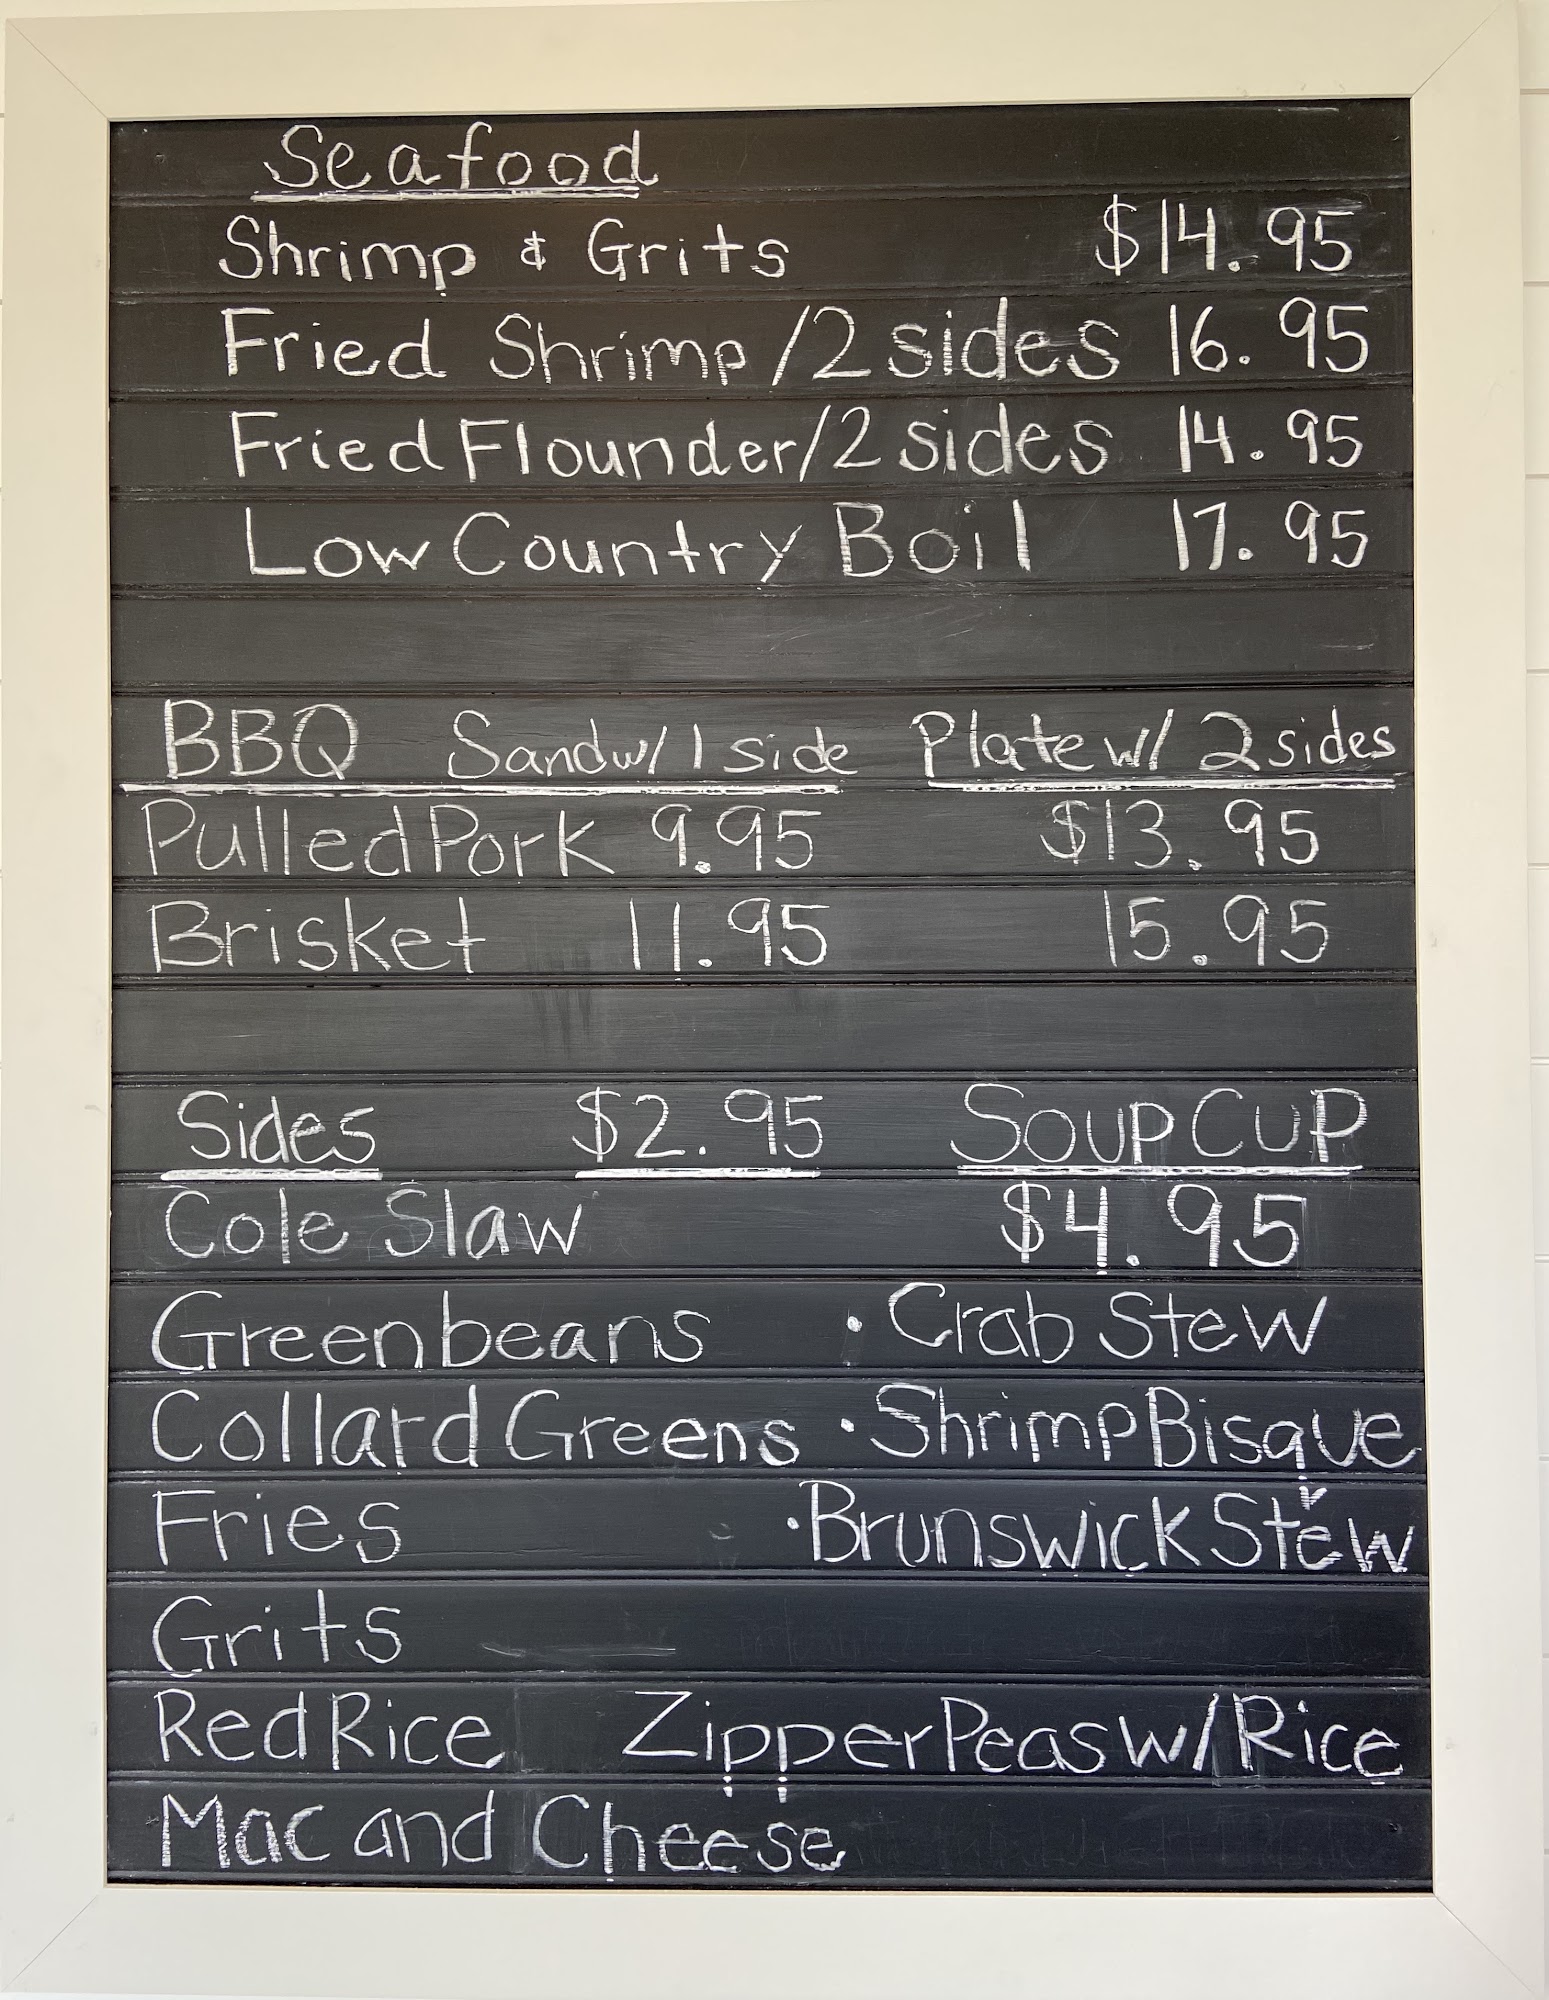 Seafood
Shrimp & Grits $14.95
Fried Shrimp/2 sides 16.95
Fried Flounder/2 sides 14.95
Low Country Boil 17.95
BBQ Sandw/1 side Plate w/ 2 sides
Pulled Pork 9.95 $13.95
Brisket 11.95 15.95
Sides $2.95 Soup Cup
Cole Slaw $4.95
Greenbeans · Crab Stew
Collard Greens · Shrimp Bisque
Fries · Brunswick Stew
Grits
Red Rice Zipper Peas w/ Rice
Mac and Cheese